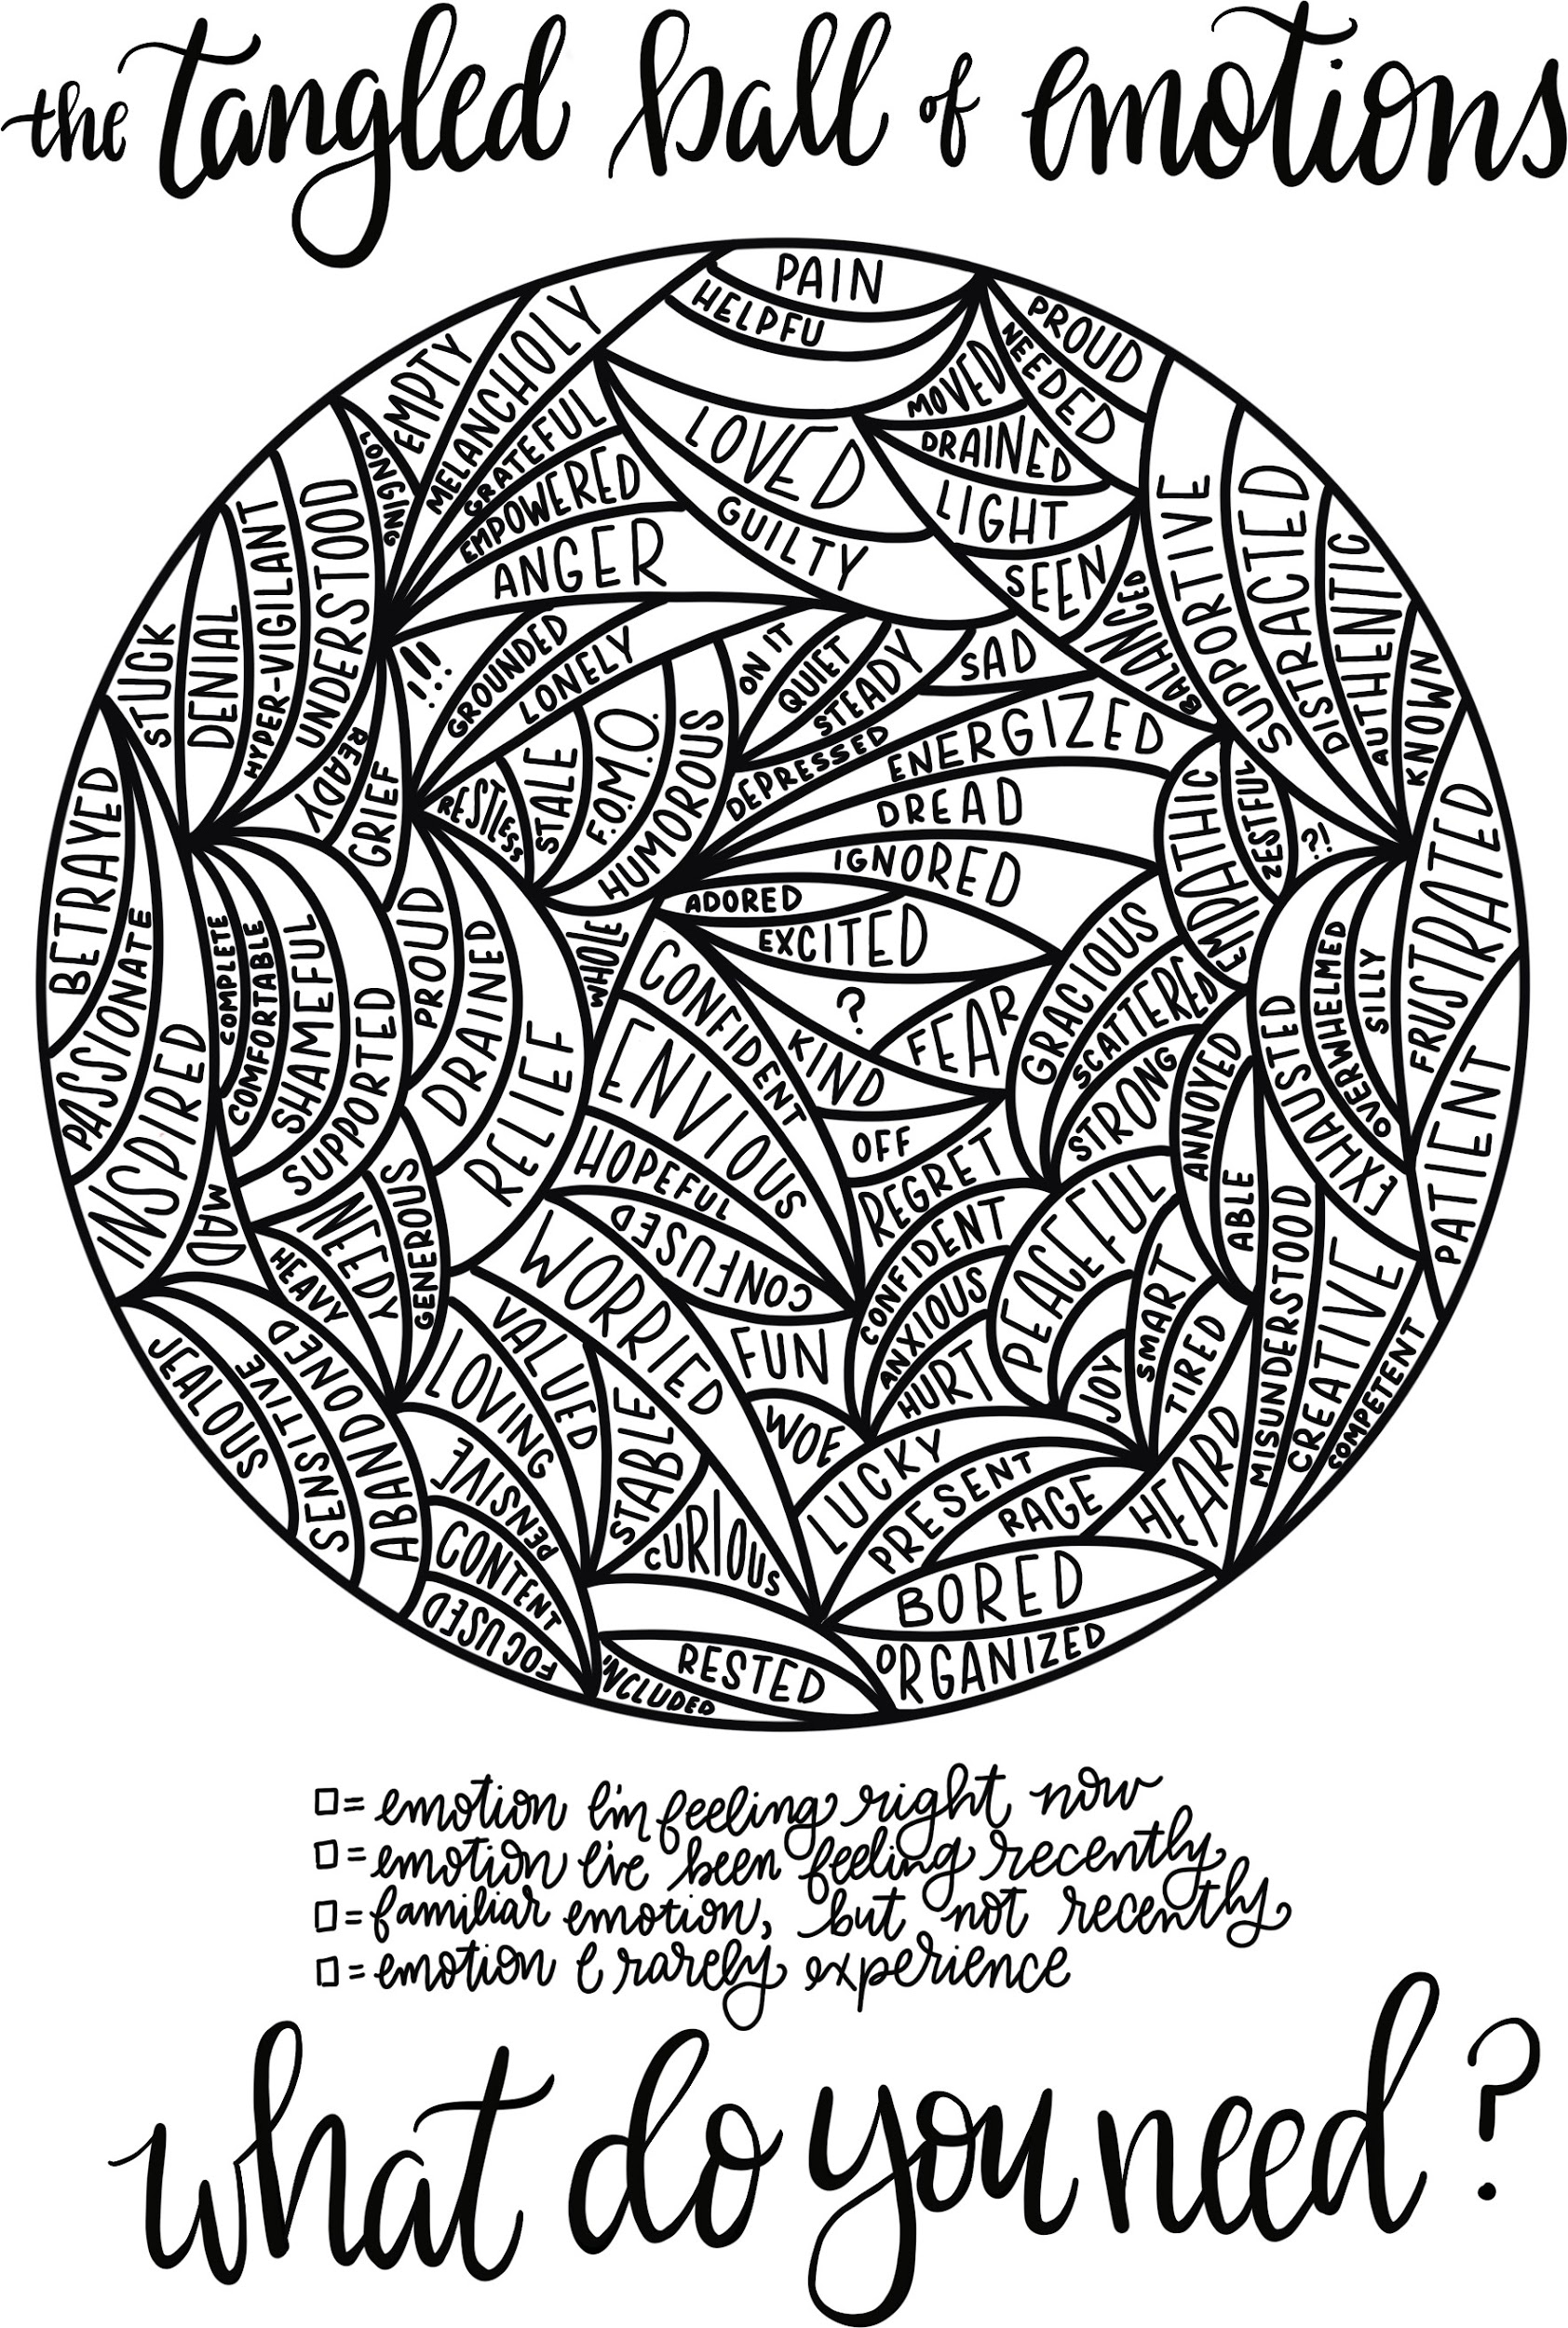 the Tangled ball of Emotions
PAIN
HELPFU
PROUD
NEEDED
MOVED
DRAINED
LIGHT
SEEN
LOVED
GUILTY
EMPTY
MELANCHOLY
LONGING
GRATEFUL
EMPOWERED
ANGER
STUCK
DENIAL
HYPER-VIGILANT
UNDERSTOOD
READY
GRIEF
!!!
GROUNDED
LONELY
RESTLESS
STALE
F.O.M.O.
HUMOROUS
ON IT
QUIET
STEADY
SAD
DEPRESSED
BALANCED
SUPPORTIVE
DISTRACTED
AUTHENTIC
KNOWN
ENERGIZED
DREAD
IGNORED
ADORED
EXCITED
?
FEAR
KIND
OFF
REGRET
EMPATHIC
ZESTFUL
?!
FRUSTRATED
PATIENT
GRACIOUS
SCATTERED
STRONG
ANNOYED
ABLE
EXHAUSTED
OVERWHELMED
SILLY
BETRAYED
PASSIONATE
INSPIRED
COMPLETE
COMFORTABLE
SHAMEFUL
SUPPORTED
PROUD
DRAINED
RELIEF
WHOLE
CONFIDENT
ENVIOUS
HOPEFUL
CONFUSED
WORRIED
FUN
WOE
CONFIDENT
ANXIOUS
HURT
PEACEFUL
JOY
SMART
TIRED
MISUNDERSTOOD
CREATIVE
COMPETENT
MAD
HEAVY
NEEDY
GENEROUS
JEALOUS
SENSITIVE
ABANDONED
LOVING
VALUED
STABLE
CURIOUS
PENSIVE
CONTENT
FOCUSED
LUCKY
PRESENT
RAGE
HEARD
BORED
ORGANIZED
RESTED
INCLUDED
= emotion I'm feeling right now
= emotion I've been feeling recently
= familiar emotion, but not recently
= emotion I rarely experience
what do you need?